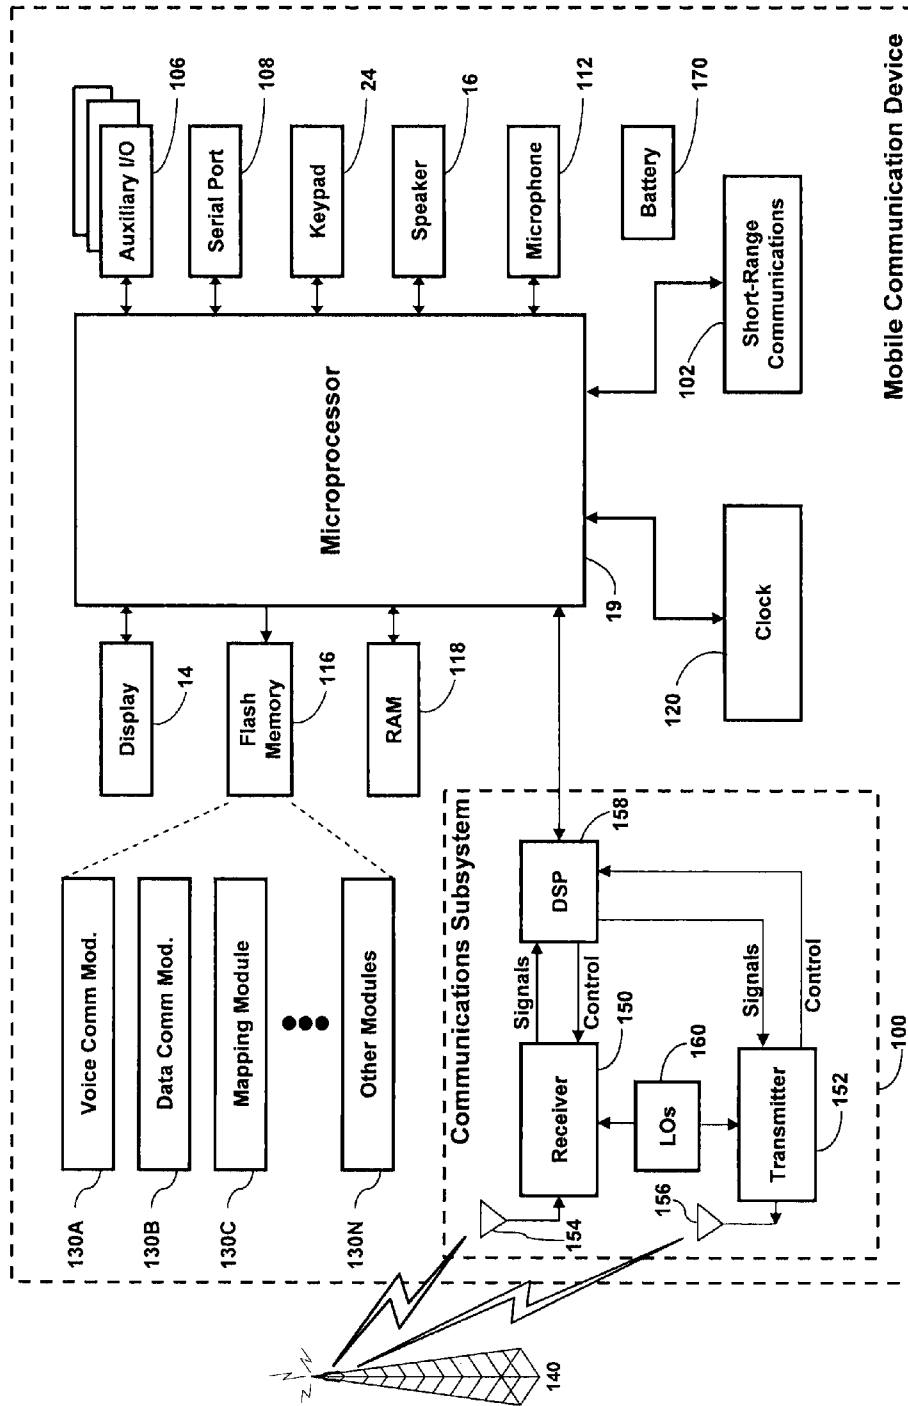 130A
Voice Comm Mod.
130B
Data Comm Mod.
130C
Mapping Module
130N
Other Modules
Display
14
Flash
Memory
116
RAM
118
Microprocessor
19
Auxiliary I/O
106
Serial Port
108
Keypad
24
Speaker
16
Microphone
112
Battery
170
Communications Subsystem
154
Receiver
150
Signals
Control
DSP
158
LOs
160
156
Transmitter
152
Signals
Control
100
140
120
Clock
102
Short-Range
Communications
Mobile Communication Device